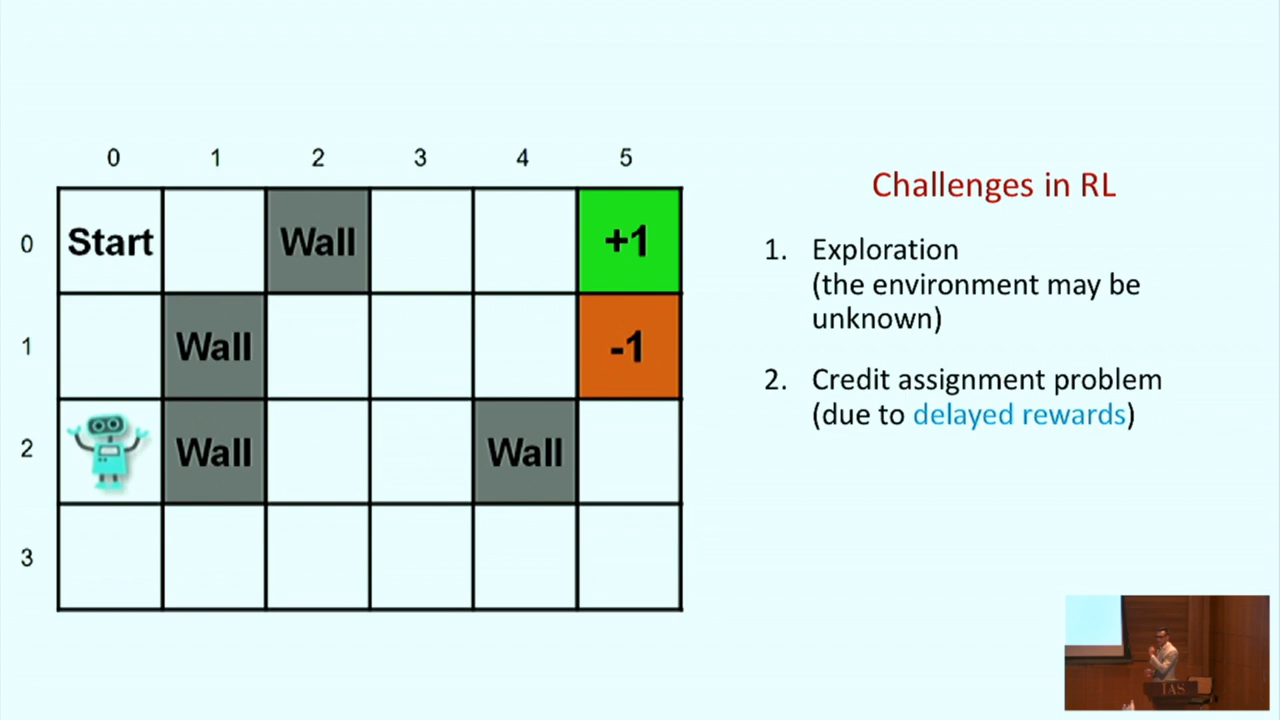 0 1 2 3 4 5
0 Start Wall +1
1 Wall -1
2 Wall Wall
3
Challenges in RL
1. Exploration
(the environment may be
unknown)
2. Credit assignment problem
(due to delayed rewards)
IAS